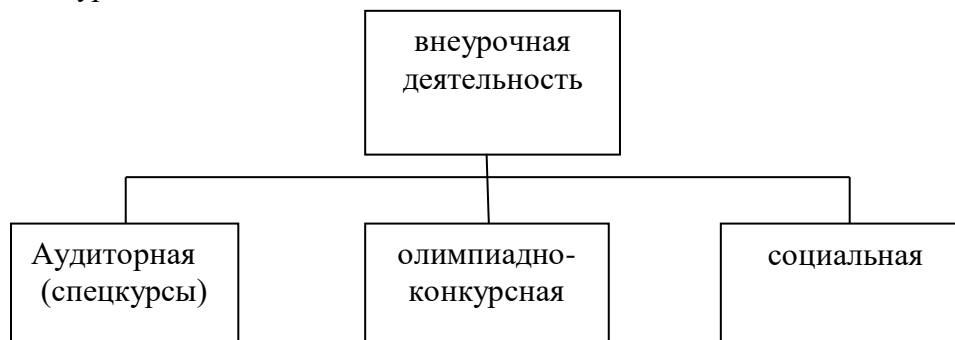 внеурочная
деятельность
Аудиторная
(спецкурсы)
олимпиадно-
конкурсная
социальная